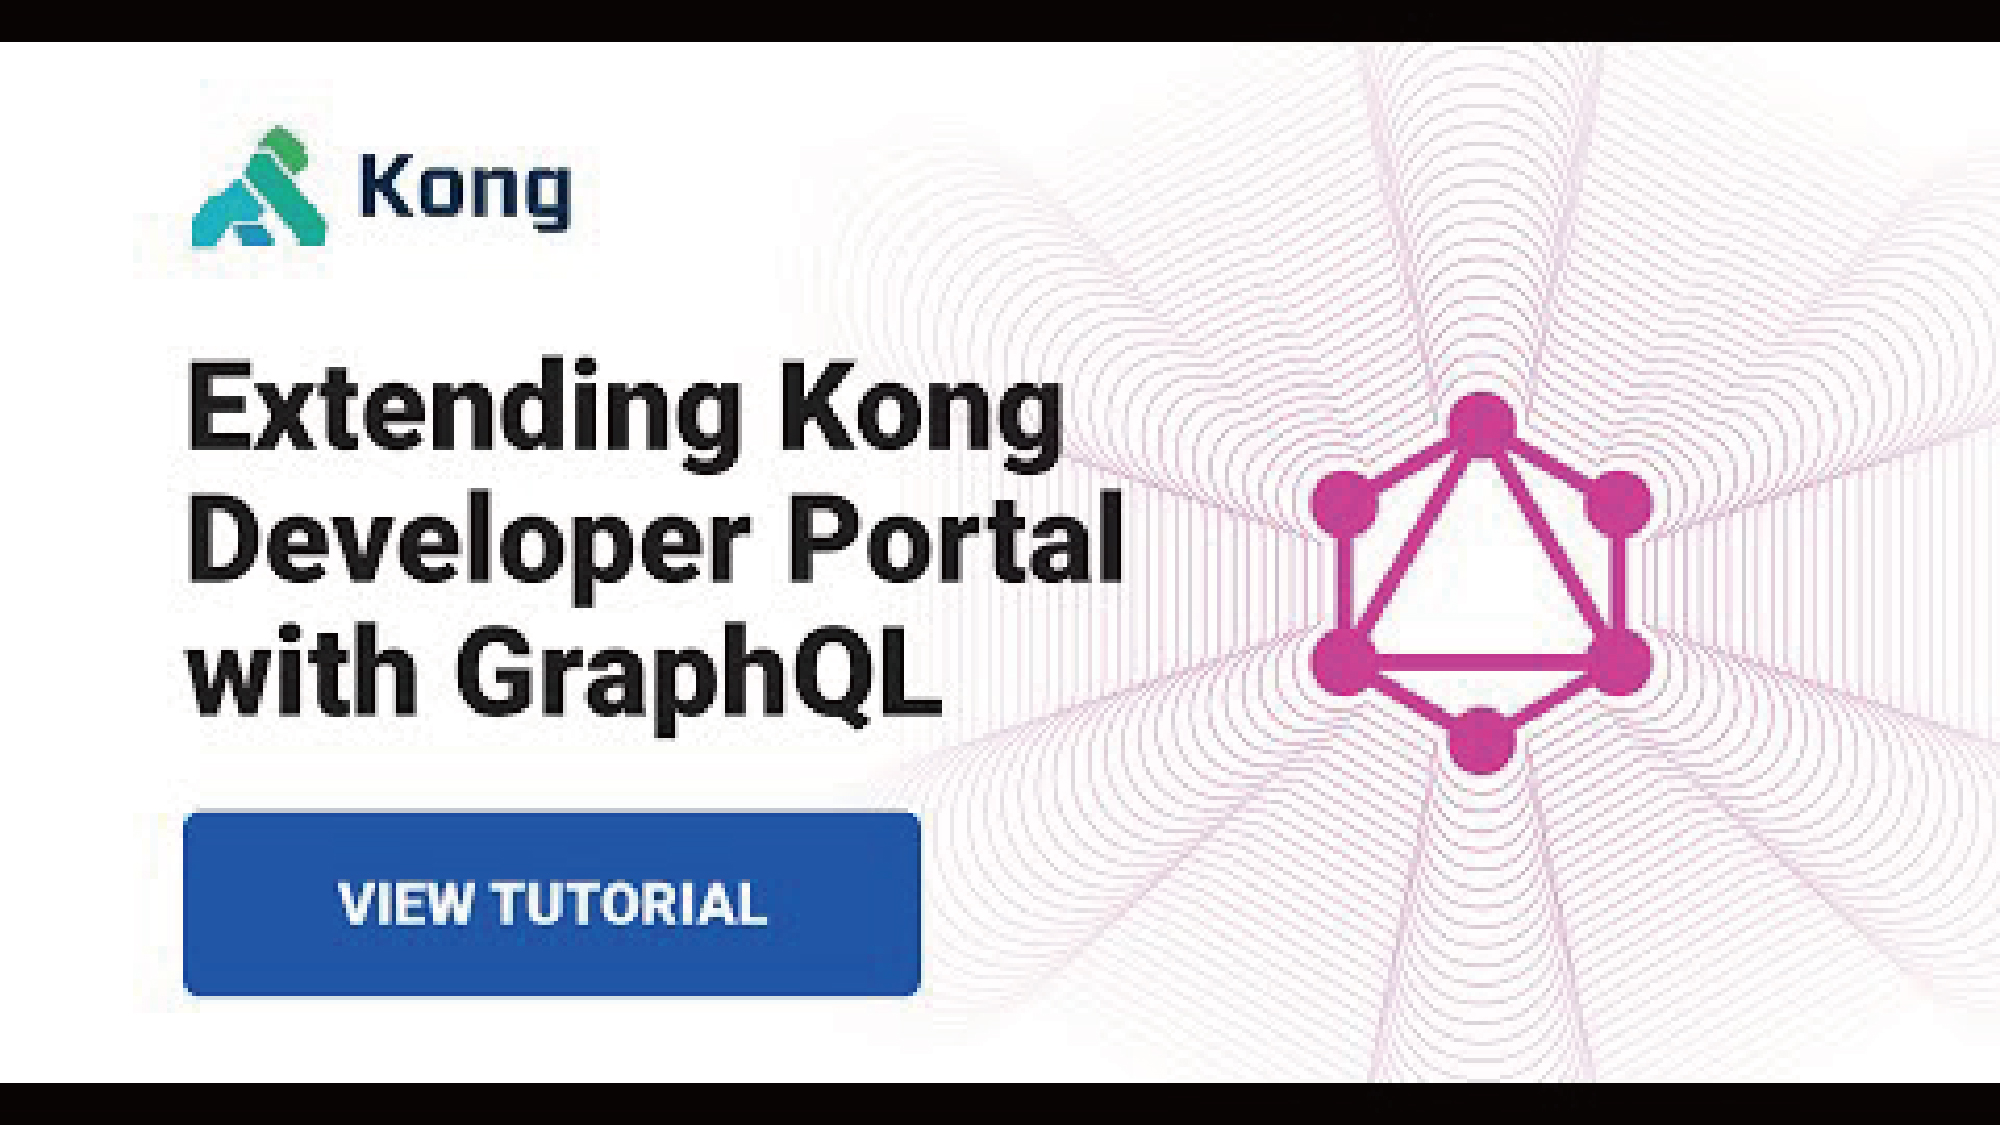 Kong
Extending Kong
Developer Portal
with GraphQL
VIEW TUTORIAL